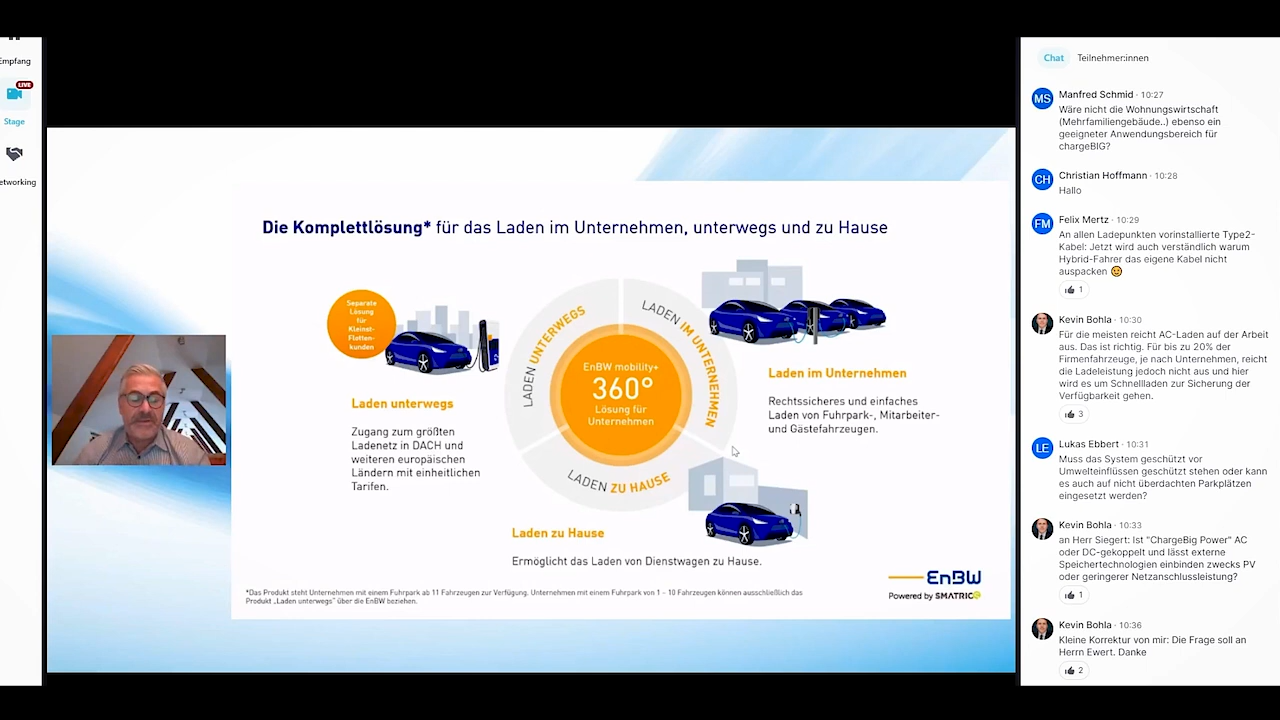 Empfang
LIVE
Stage
etworking
Die Komplettlösung* für das Laden im Unternehmen, unterwegs und zu Hause
Separate
Lösung
für
Kleinst-
Flotten-
kunden
LADEN UNTERWEGS
LADEN IM UNTERNEHMEN
LADEN ZU HAUSE
EnBW mobility+
360°
Lösung für
Unternehmen
Laden unterwegs
Zugang zum größten
Ladenetz in DACH und
weiteren europäischen
Ländern mit einheitlichen
Tarifen.
Laden im Unternehmen
Rechtssicheres und einfaches
Laden von Fuhrpark-, Mitarbeiter-
und Gästefahrzeugen.
Laden zu Hause
Ermöglicht das Laden von Dienstwagen zu Hause.
*Das Produkt steht Unternehmen mit einem Fuhrpark ab 11 Fahrzeugen zur Verfügung. Unternehmen mit einem Fuhrpark von 1 – 10 Fahrzeugen können ausschließlich das
Produkt „Laden unterwegs" über die EnBW beziehen.
EnBW
Powered by SMATRICS
Chat Teilnehmer:innen
MS
Manfred Schmid · 10:27
Wäre nicht die Wohnungswirtschaft
(Mehrfamiliengebäude..) ebenso ein
geeigneter Anwendungsbereich für
chargeBIG?
CH
Christian Hoffmann · 10:28
Hallo
FM
Felix Mertz · 10:29
An allen Ladepunkten vorinstallierte Type2-
Kabel: Jetzt wird auch verständlich warum
Hybrid-Fahrer das eigene Kabel nicht
auspacken 😉
1
Kevin Bohla · 10:30
Für die meisten reicht AC-Laden auf der Arbeit
aus. Das ist richtig. Für bis zu 20% der
Firmenfahrzeuge, je nach Unternehmen, reicht
die Ladeleistung jedoch nicht aus und hier
wird es um Schnellladen zur Sicherung der
Verfügbarkeit gehen.
3
LE
Lukas Ebbert · 10:31
Muss das System geschützt vor
Umwelteinflüssen geschützt stehen oder kann
es auch auf nicht überdachten Parkplätzen
eingesetzt werden?
Kevin Bohla · 10:33
an Herr Siegert: Ist "ChargeBig Power" AC
oder DC-gekoppelt und lässt externe
Speichertechnologien einbinden zwecks PV
oder geringerer Netzanschlussleistung?
1
Kevin Bohla · 10:36
Kleine Korrektur von mir: Die Frage soll an
Herrn Ewert. Danke
2